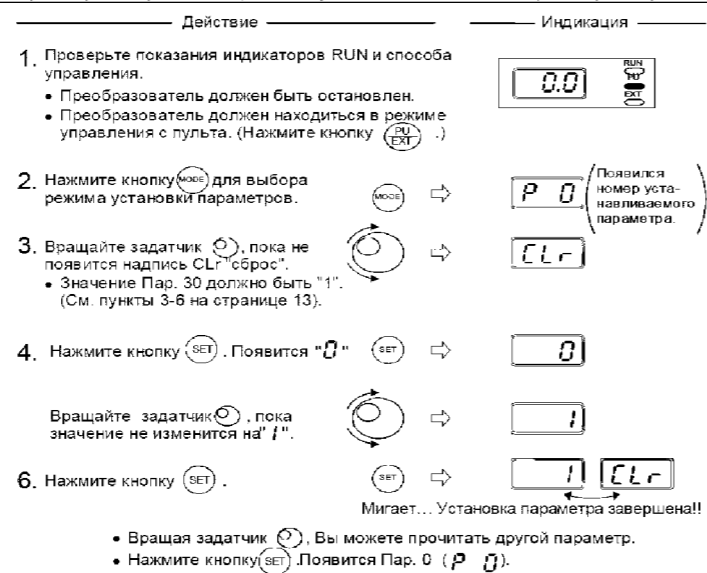 Действие
Индикация
1. Проверьте показания индикаторов RUN и способа
управления.
• Преобразователь должен быть остановлен.
• Преобразователь должен находиться в режиме
управления с пульта. (Нажмите кнопку PU/EXT .)
0.0
RUN
PU
EXT
2. Нажмите кнопку MODE для выбора
режима установки параметров.
MODE
P 0
Появился
номер уста-
навливаемого
параметра.
3. Вращайте задатчик , пока не
появится надпись CLr "сброс".
• Значение Пар. 30 должно быть "1".
(См. пункты 3-6 на странице 13).
CLr
4. Нажмите кнопку SET . Появится "0"
SET
0
Вращайте задатчик , пока
значение не изменится на" 1 ".
1
6. Нажмите кнопку SET .
SET
1 CLr
Мигает... Установка параметра завершена!!
• Вращая задатчик , Вы можете прочитать другой параметр.
• Нажмите кнопку SET .Появится Пар. 0 ( P 0).